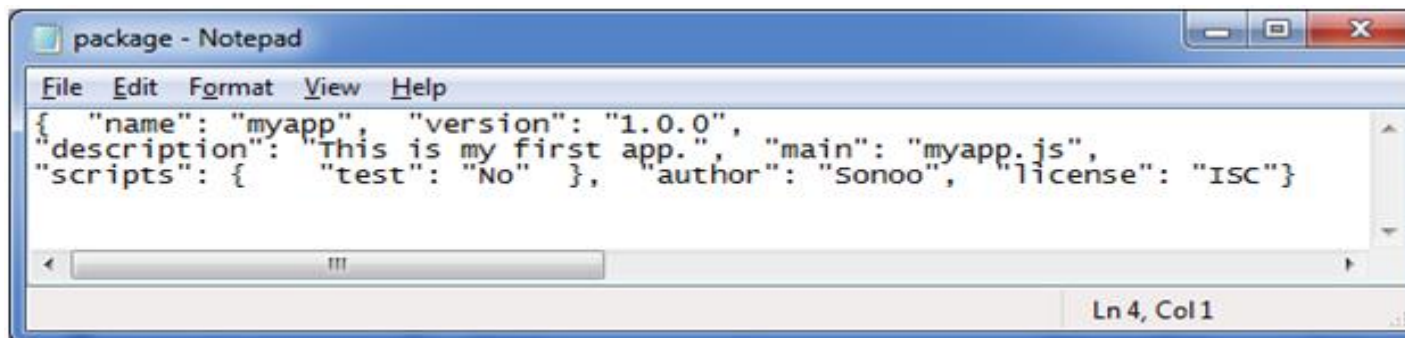 package - Notepad
File Edit Format View Help
{  "name": "myapp",  "version": "1.0.0",
"description": "This is my first app.",  "main": "myapp.js",
"scripts": {    "test": "No"  },  "author": "Sonoo",  "license": "ISC"}
Ln 4, Col 1